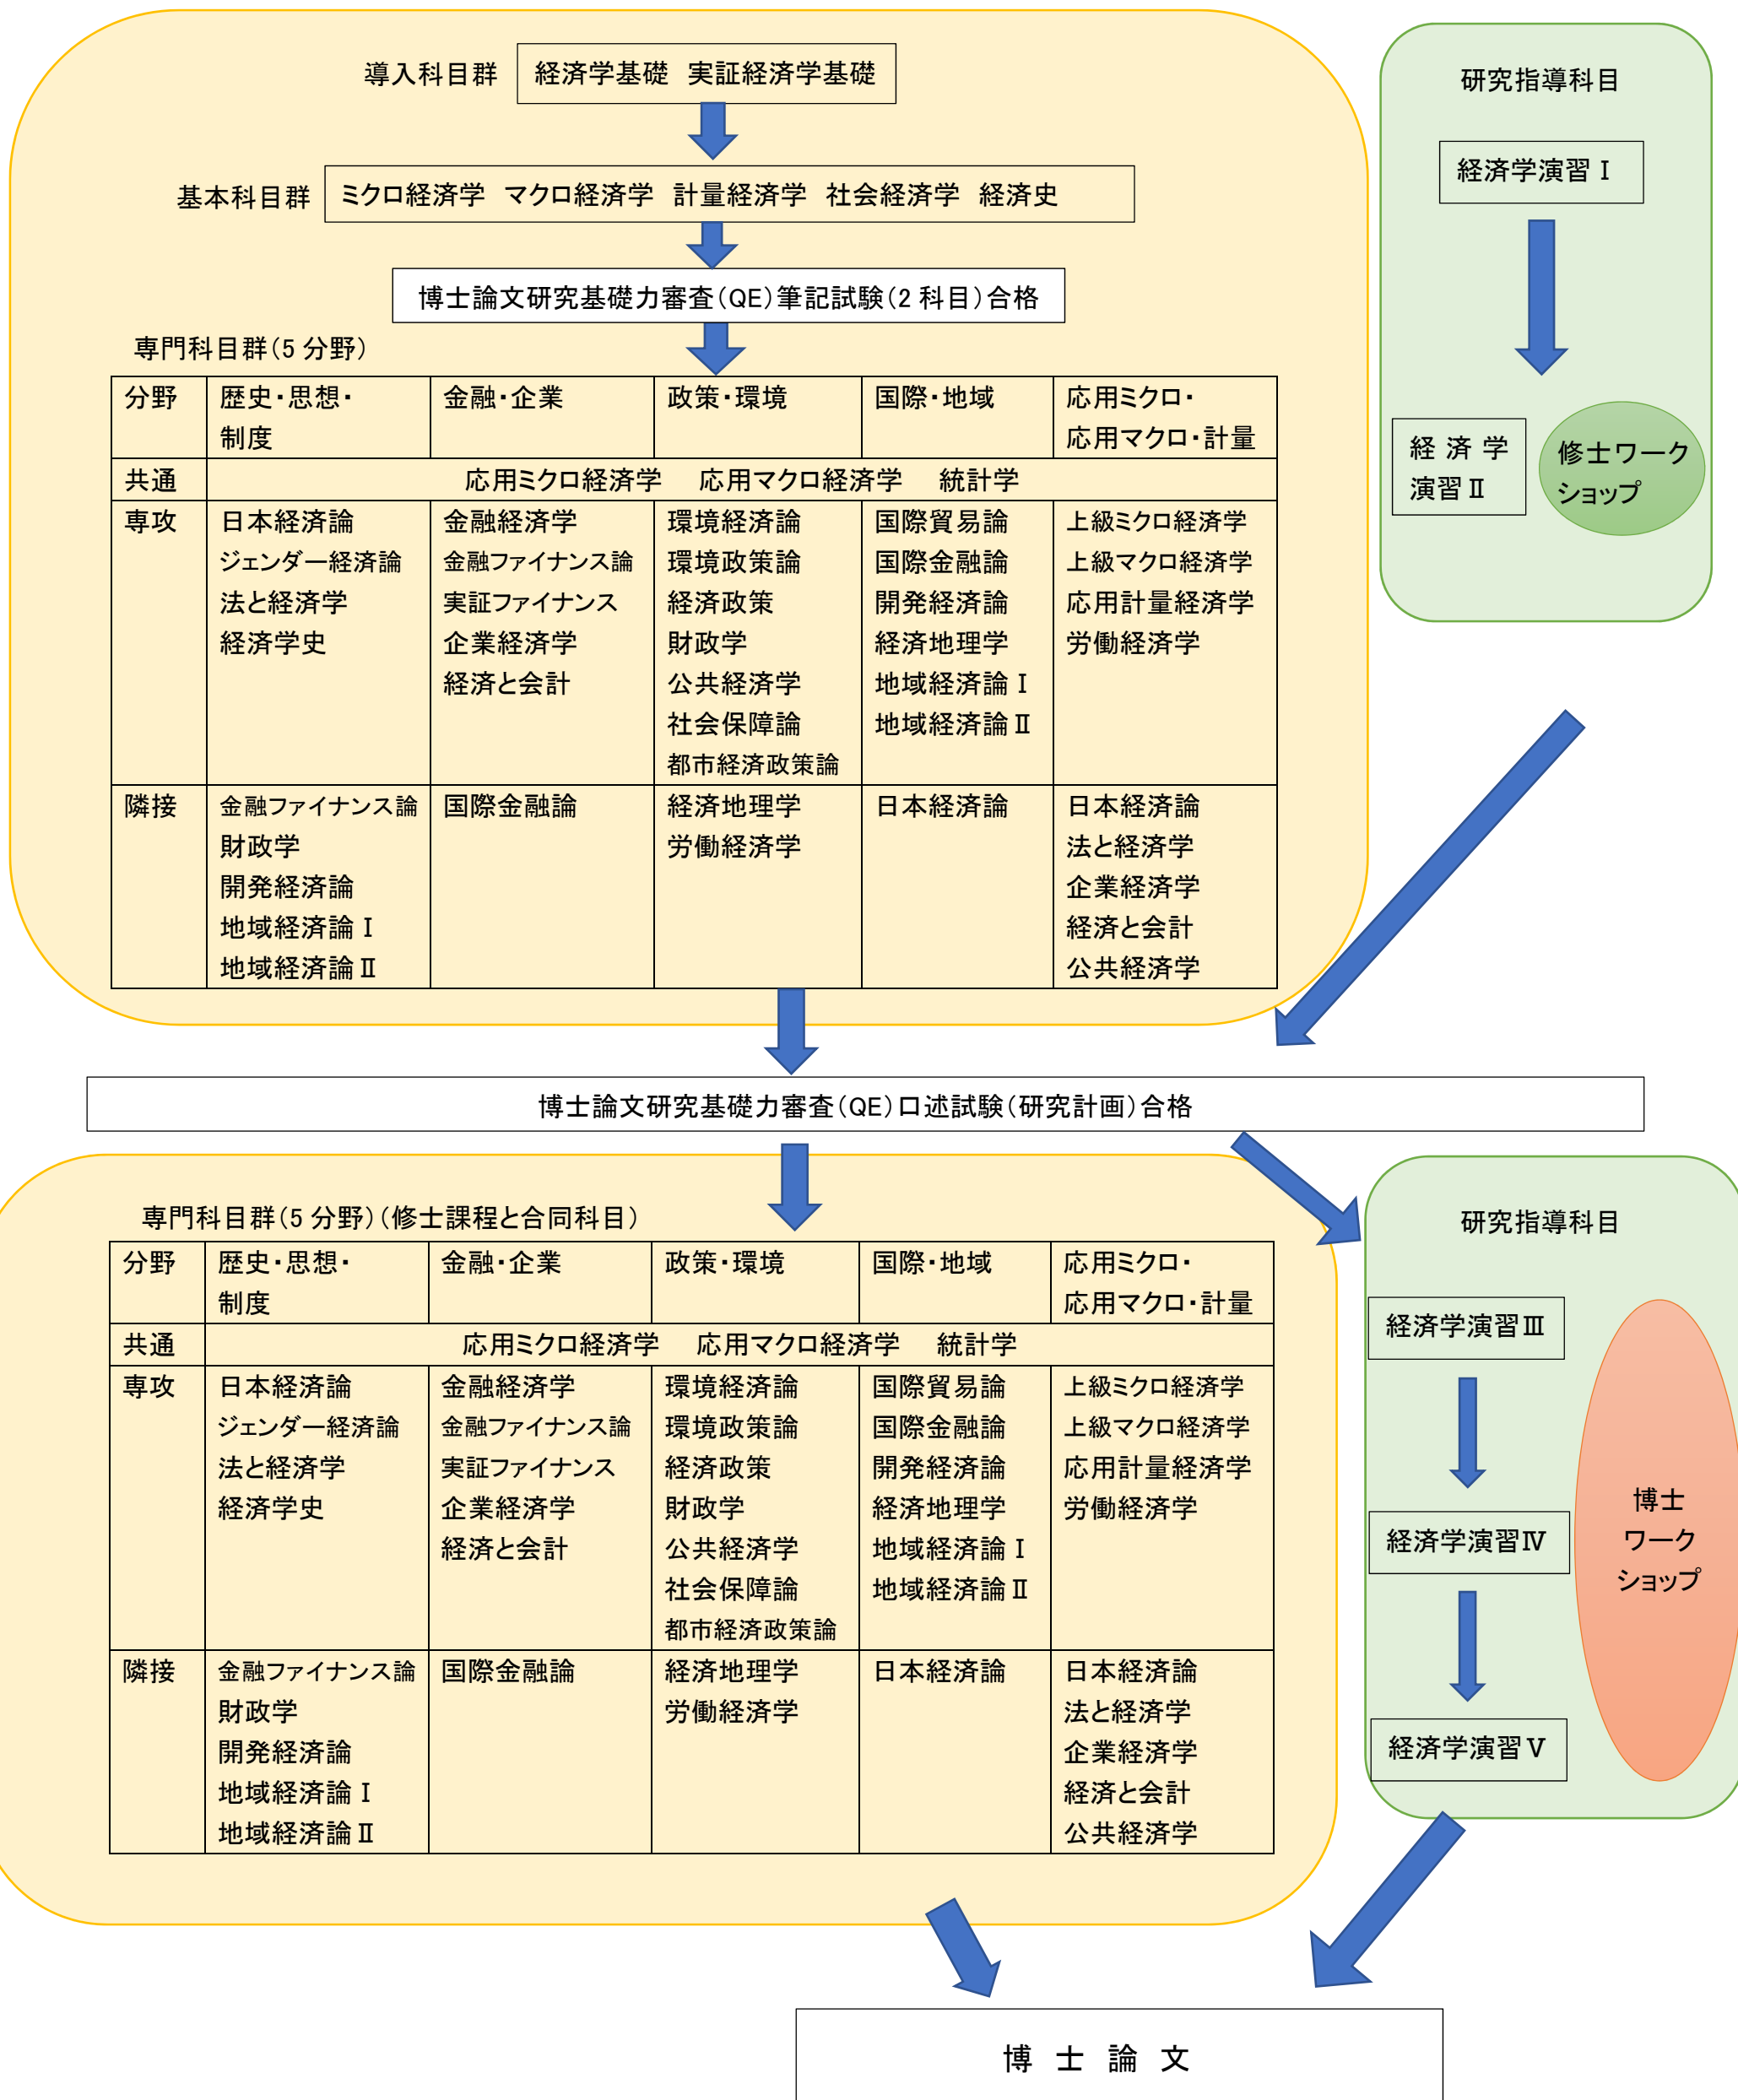 導入科目群
経済学基礎 実証経済学基礎
基本科目群
ミクロ経済学 マクロ経済学 計量経済学 社会経済学 経済史
博士論文研究基礎力審査(QE)筆記試験(2科目)合格
研究指導科目
経済学演習Ⅰ
経済学
演習Ⅱ
修士ワーク
ショップ
専門科目群(5分野)
分野
歴史・思想・
制度
金融・企業
政策・環境
国際・地域
応用ミクロ・
応用マクロ・計量
共通
応用ミクロ経済学 応用マクロ経済学 統計学
専攻
日本経済論
ジェンダー経済論
法と経済学
経済学史
金融経済学
金融ファイナンス論
実証ファイナンス
企業経済学
経済と会計
環境経済論
環境政策論
経済政策
財政学
公共経済学
社会保障論
都市経済政策論
国際貿易論
国際金融論
開発経済論
経済地理学
地域経済論Ⅰ
地域経済論Ⅱ
上級ミクロ経済学
上級マクロ経済学
応用計量経済学
労働経済学
隣接
金融ファイナンス論
財政学
開発経済論
地域経済論Ⅰ
地域経済論Ⅱ
国際金融論
経済地理学
労働経済学
日本経済論
日本経済論
法と経済学
企業経済学
経済と会計
公共経済学
博士論文研究基礎力審査(QE)口述試験(研究計画)合格
専門科目群(5分野)(修士課程と合同科目)
分野
歴史・思想・
制度
金融・企業
政策・環境
国際・地域
応用ミクロ・
応用マクロ・計量
共通
応用ミクロ経済学 応用マクロ経済学 統計学
専攻
日本経済論
ジェンダー経済論
法と経済学
経済学史
金融経済学
金融ファイナンス論
実証ファイナンス
企業経済学
経済と会計
環境経済論
環境政策論
経済政策
財政学
公共経済学
社会保障論
都市経済政策論
国際貿易論
国際金融論
開発経済論
経済地理学
地域経済論Ⅰ
地域経済論Ⅱ
上級ミクロ経済学
上級マクロ経済学
応用計量経済学
労働経済学
隣接
金融ファイナンス論
財政学
開発経済論
地域経済論Ⅰ
地域経済論Ⅱ
国際金融論
経済地理学
労働経済学
日本経済論
日本経済論
法と経済学
企業経済学
経済と会計
公共経済学
研究指導科目
経済学演習Ⅲ
経済学演習Ⅳ
経済学演習Ⅴ
博士
ワーク
ショップ
博士論文